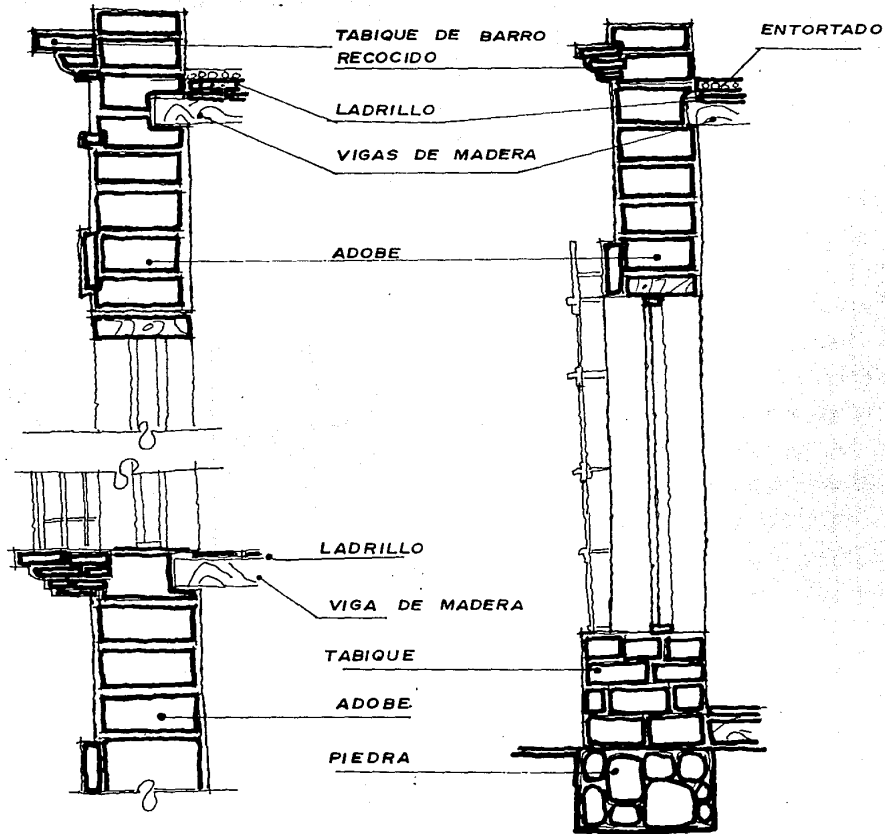 TABIQUE DE BARRO
RECOCIDO
ENTORTADO
LADRILLO
VIGAS DE MADERA
ADOBE
LADRILLO
VIGA DE MADERA
TABIQUE
ADOBE
PIEDRA